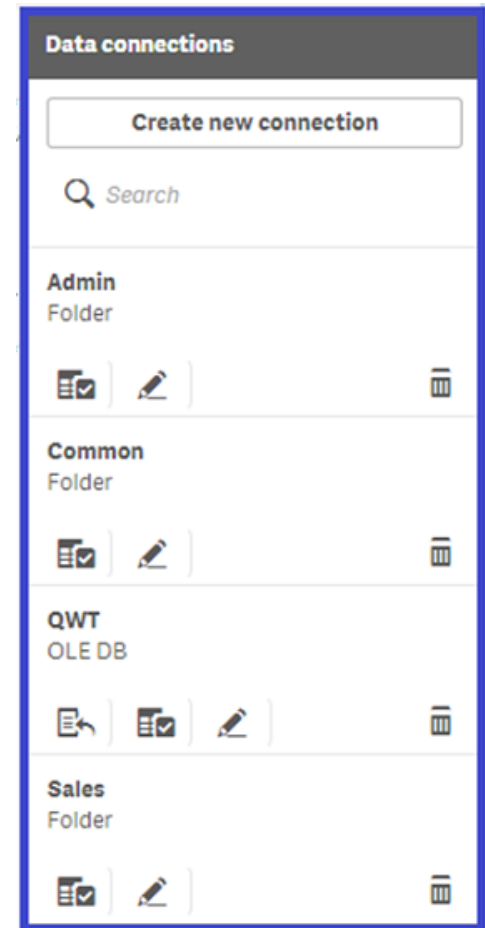 Data connections
Create new connection
Search
Admin
Folder
Common
Folder
QWT
OLE DB
Sales
Folder